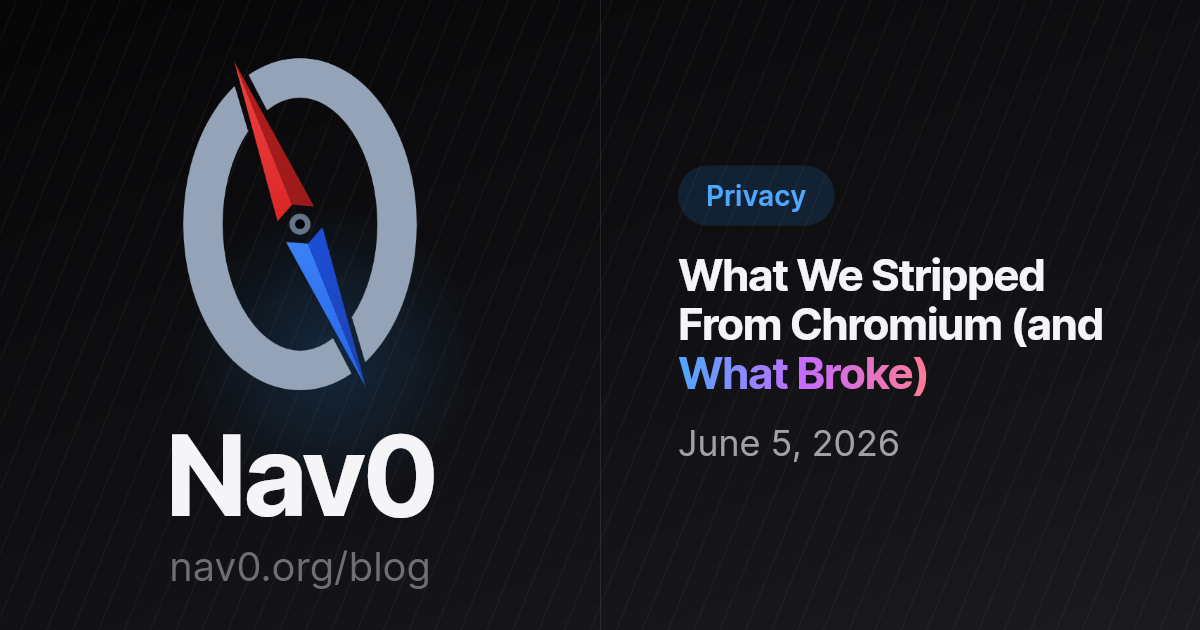 Nav0
nav0.org/blog
Privacy
What We Stripped
From Chromium (and
What Broke)
June 5, 2026